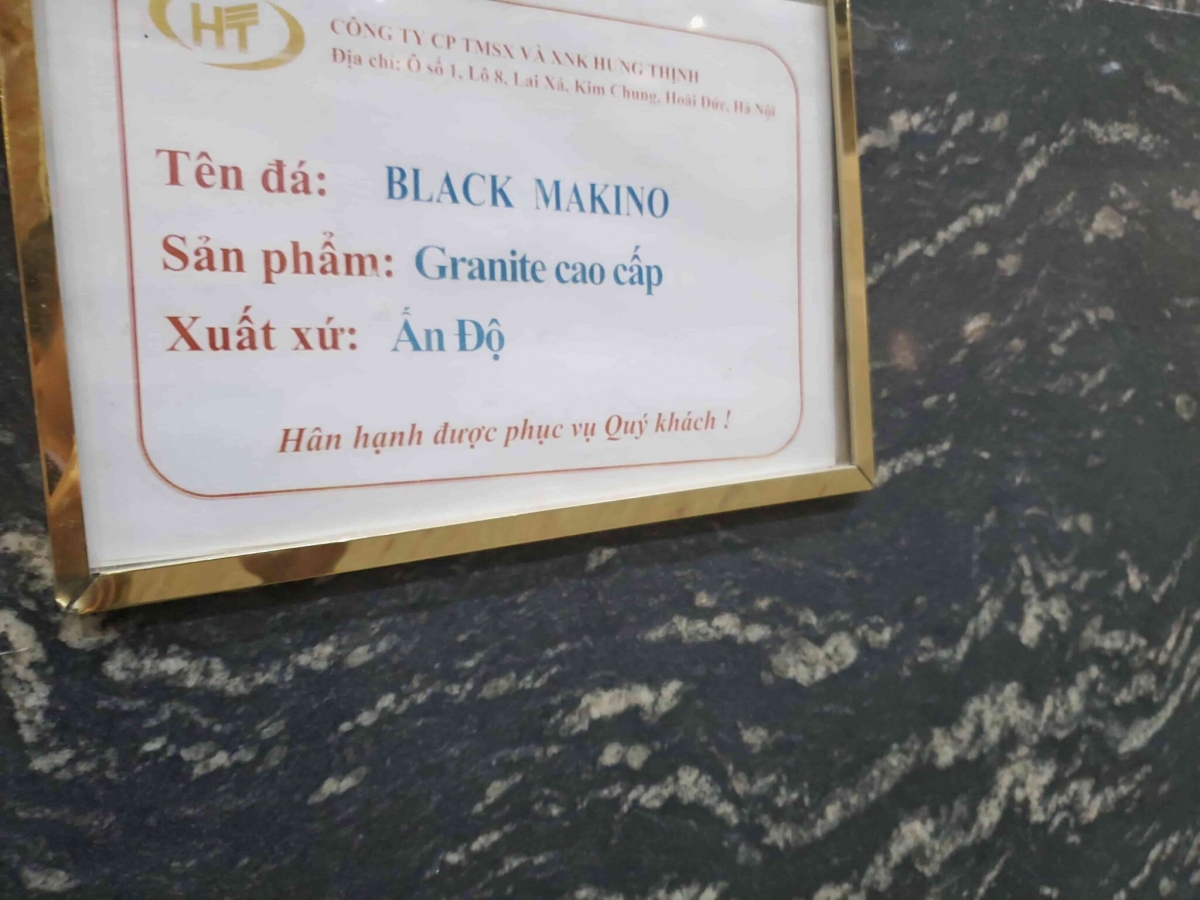 HT
CÔNG TY CP TMSX VÀ XNK HƯNG THỊNH
Địa chỉ: Ô số 1, Lô 8, Lai Xá, Kim Chung, Hoài Đức, Hà Nội
Tên đá: BLACK MAKINO
Sản phẩm: Granite cao cấp
Xuất xứ: Ấn Độ
Hân hạnh được phục vụ Quý khách !